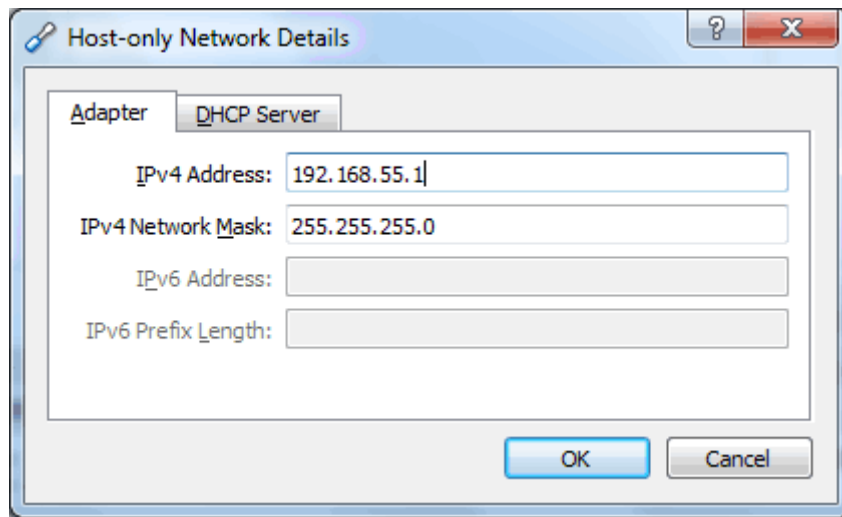 Host-only Network Details
Adapter DHCP Server
IPv4 Address: 192.168.55.1
IPv4 Network Mask: 255.255.255.0
IPv6 Address:
IPv6 Prefix Length:
OK Cancel